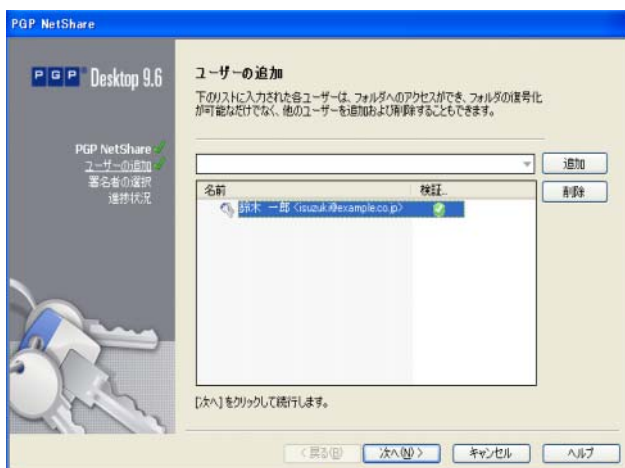 PGP NetShare
PGP Desktop 9.6
PGP NetShare
ユーザーの追加
署名者の選択
進捗状況
ユーザーの追加
下のリストに入力された各ユーザーは、フォルダへのアクセスができ、フォルダの復号化
が可能なだけでなく、他のユーザーを追加および削除することもできます。
追加
名前 検証...
削除
鈴木 一郎 <isuzuki@example.co.jp>
[次へ] をクリックして続行します。
< 戻る(B) 次へ(N) > キャンセル ヘルプ